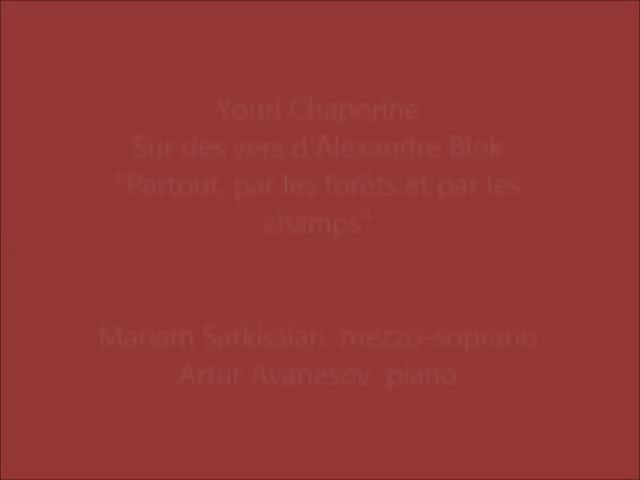 Youri Chaporine
Sur des vers d'Alexandre Blok
"Partout, par les forêts et par les
champs"
Mariam Sarkissian mezzo-soprano
Artur Avanesov piano